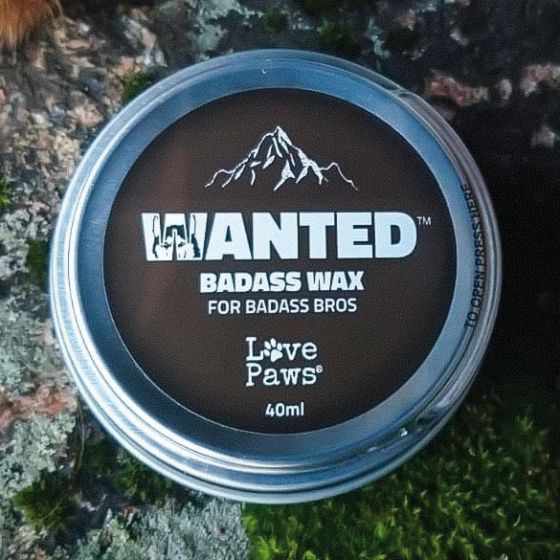 WANTED™
BADASS WAX
FOR BADASS BROS
Love
Paws®
40ml
TO OPEN PRESS HERE